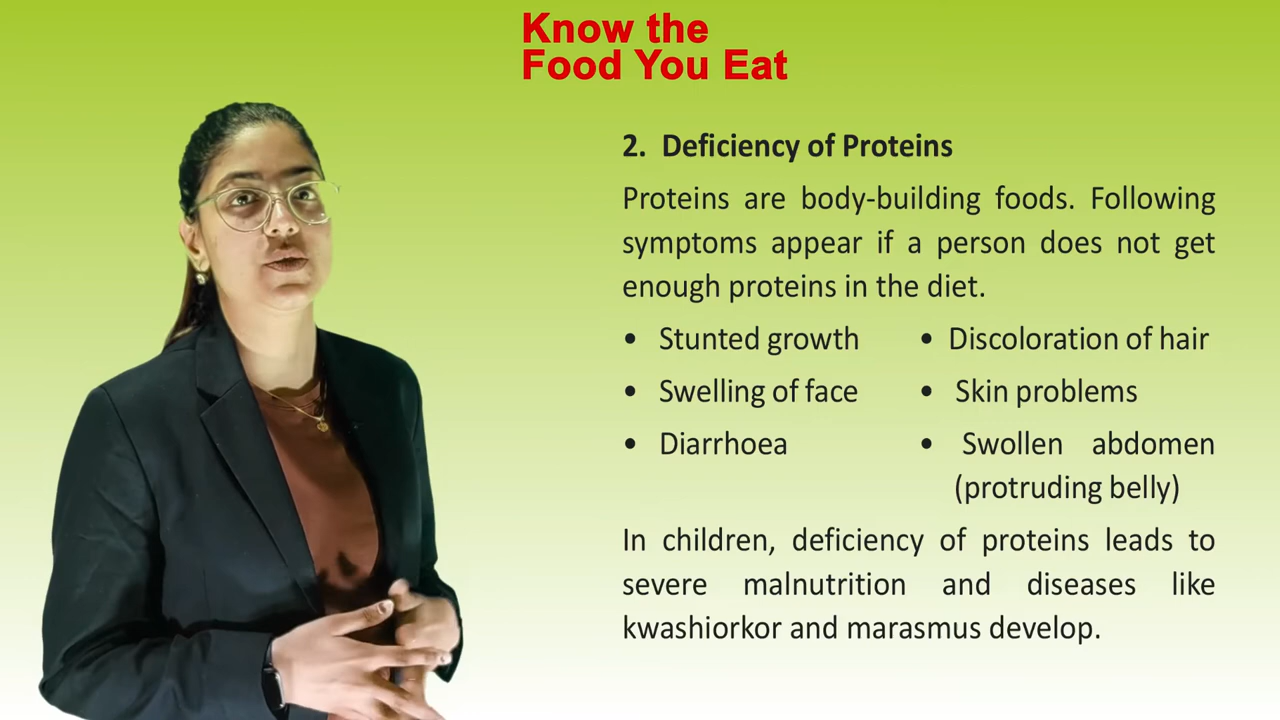 Know the
Food You Eat
2. Deficiency of Proteins
Proteins are body-building foods. Following
symptoms appear if a person does not get
enough proteins in the diet.
• Stunted growth • Discoloration of hair
• Swelling of face • Skin problems
• Diarrhoea • Swollen abdomen
(protruding belly)
In children, deficiency of proteins leads to
severe malnutrition and diseases like
kwashiorkor and marasmus develop.